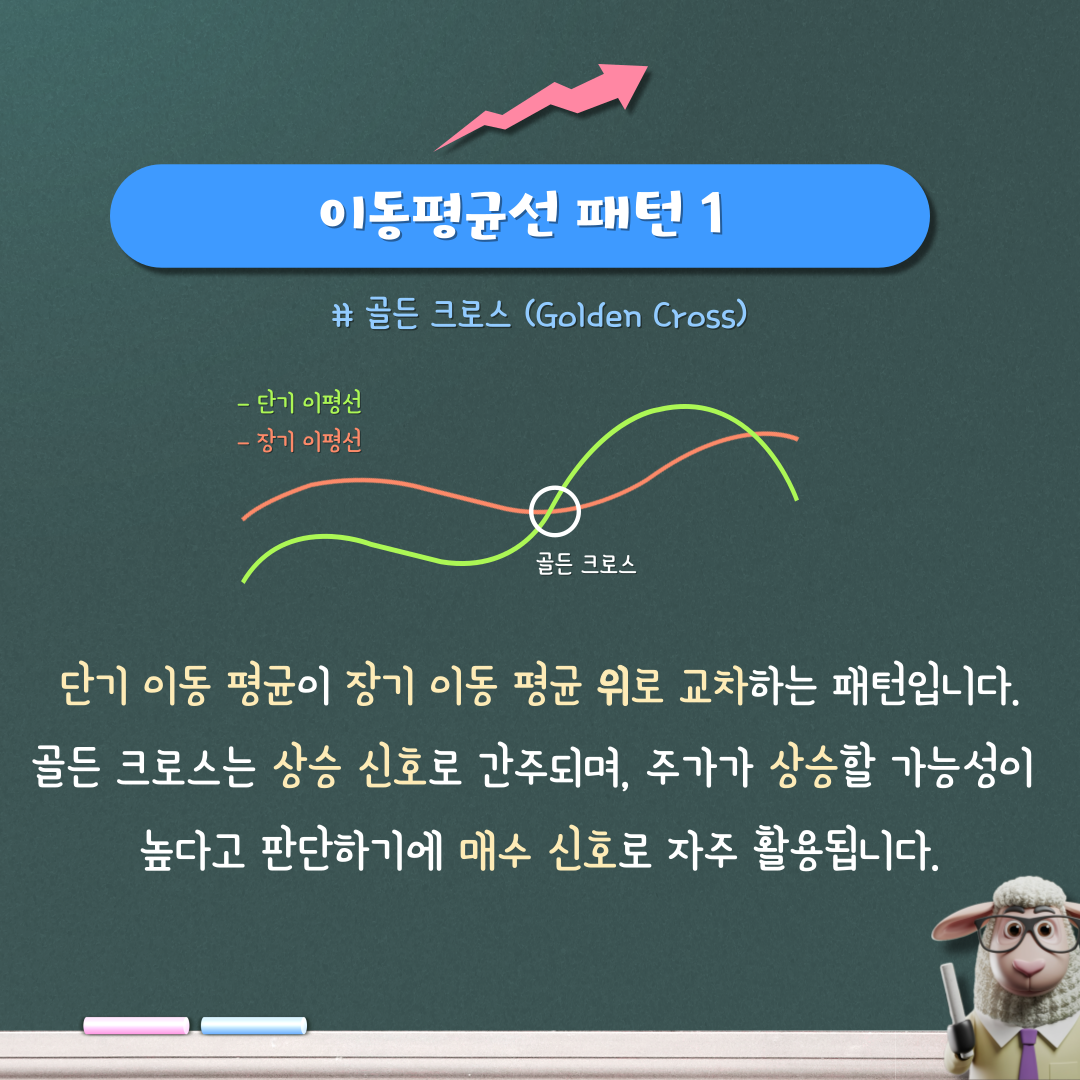 이동평균선 패턴 1
# 골든 크로스 (Golden Cross)
- 단기 이평선
- 장기 이평선
골든 크로스
단기 이동 평균이 장기 이동 평균 위로 교차하는 패턴입니다.
골든 크로스는 상승 신호로 간주되며, 주가가 상승할 가능성이
높다고 판단하기에 매수 신호로 자주 활용됩니다.